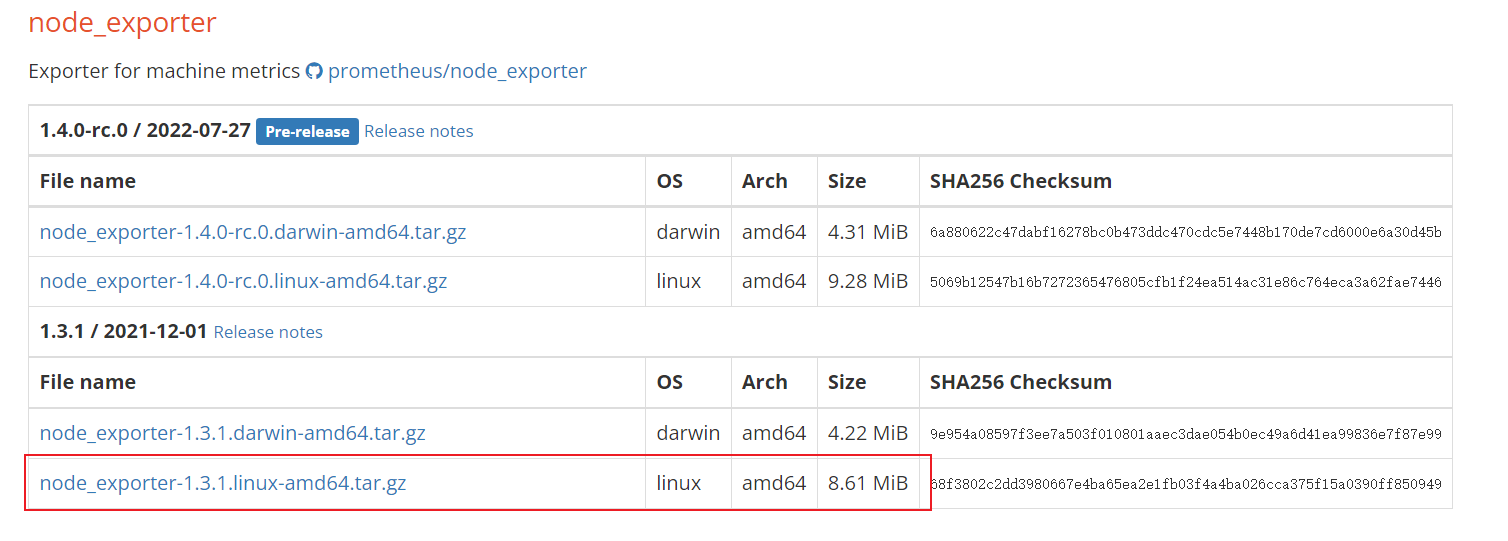 node_exporter
Exporter for machine metrics prometheus/node_exporter
1.4.0-rc.0 / 2022-07-27 Pre-release Release notes
File name OS Arch Size SHA256 Checksum
node_exporter-1.4.0-rc.0.darwin-amd64.tar.gz darwin amd64 4.31 MiB 6a880622c47dabf16278bc0b473ddc470cdc5e7448b170de7cd6000e6a30d45b
node_exporter-1.4.0-rc.0.linux-amd64.tar.gz linux amd64 9.28 MiB 5069b12547b16b7272365476805cfb1f24ea514ac31e86c764eca3a62fae7446
1.3.1 / 2021-12-01 Release notes
File name OS Arch Size SHA256 Checksum
node_exporter-1.3.1.darwin-amd64.tar.gz darwin amd64 4.22 MiB 9e954a08597f3ee7a503f010801aaec3dae054b0ec49a6d41ea99836e7f87e99
node_exporter-1.3.1.linux-amd64.tar.gz linux amd64 8.61 MiB 68f3802c2dd3980667e4ba65ea2e1fb03f4a4ba026cca375f15a0390ff850949